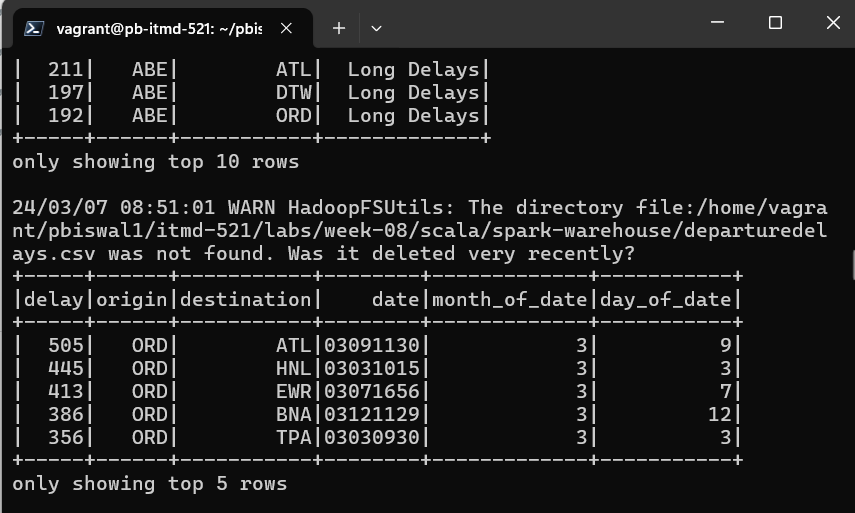 vagrant@pb-itmd-521: ~/pbis
|  211|   ABE|        ATL|  Long Delays|
|  197|   ABE|        DTW|  Long Delays|
|  192|   ABE|        ORD|  Long Delays|
+-----+------+-----------+-------------+
only showing top 10 rows
24/03/07 08:51:01 WARN HadoopFSUtils: The directory file:/home/vagra
nt/pbiswal1/itmd-521/labs/week-08/scala/spark-warehouse/departuredel
ays.csv was not found. Was it deleted very recently?
+-----+------+-----------+--------+-------------+-----------+
|delay|origin|destination|    date|month_of_date|day_of_date|
+-----+------+-----------+--------+-------------+-----------+
|  505|   ORD|        ATL|03091130|            3|          9|
|  445|   ORD|        HNL|03031015|            3|          3|
|  413|   ORD|        EWR|03071656|            3|          7|
|  386|   ORD|        BNA|03121129|            3|         12|
|  356|   ORD|        TPA|03030930|            3|          3|
+-----+------+-----------+--------+-------------+-----------+
only showing top 5 rows